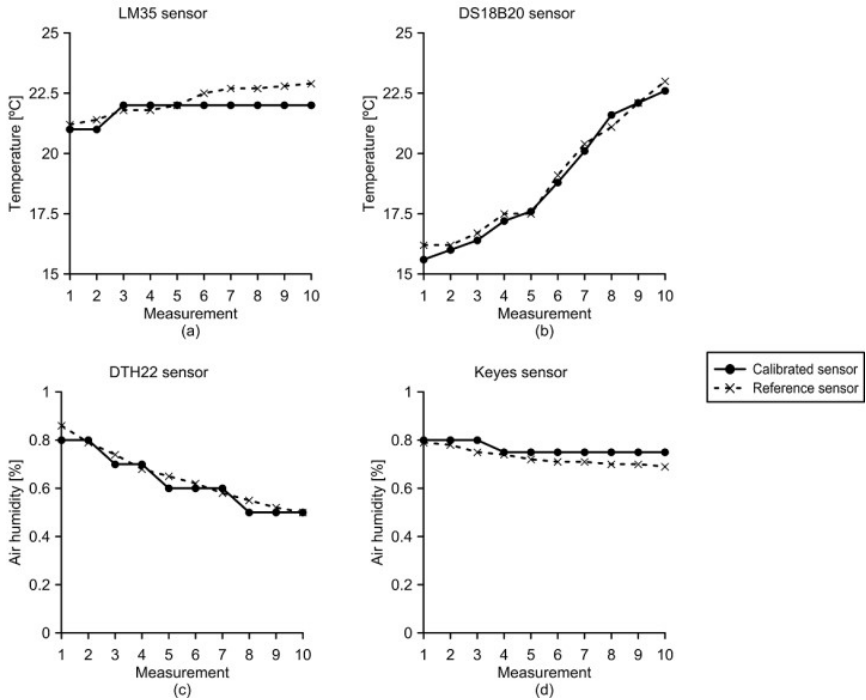 LM35 sensor
Temperature [ºC]
25
22.5
20
17.5
15
1 2 3 4 5 6 7 8 9 10
Measurement
(a)
DS18B20 sensor
Temperature [ºC]
25
22.5
20
17.5
15
1 2 3 4 5 6 7 8 9 10
Measurement
(b)
DTH22 sensor
Air humidity [%]
1
0.8
0.6
0.4
0.2
0
1 2 3 4 5 6 7 8 9 10
Measurement
(c)
Keyes sensor
Air humidity [%]
1
0.8
0.6
0.4
0.2
0
1 2 3 4 5 6 7 8 9 10
Measurement
(d)
Calibrated sensor
Reference sensor